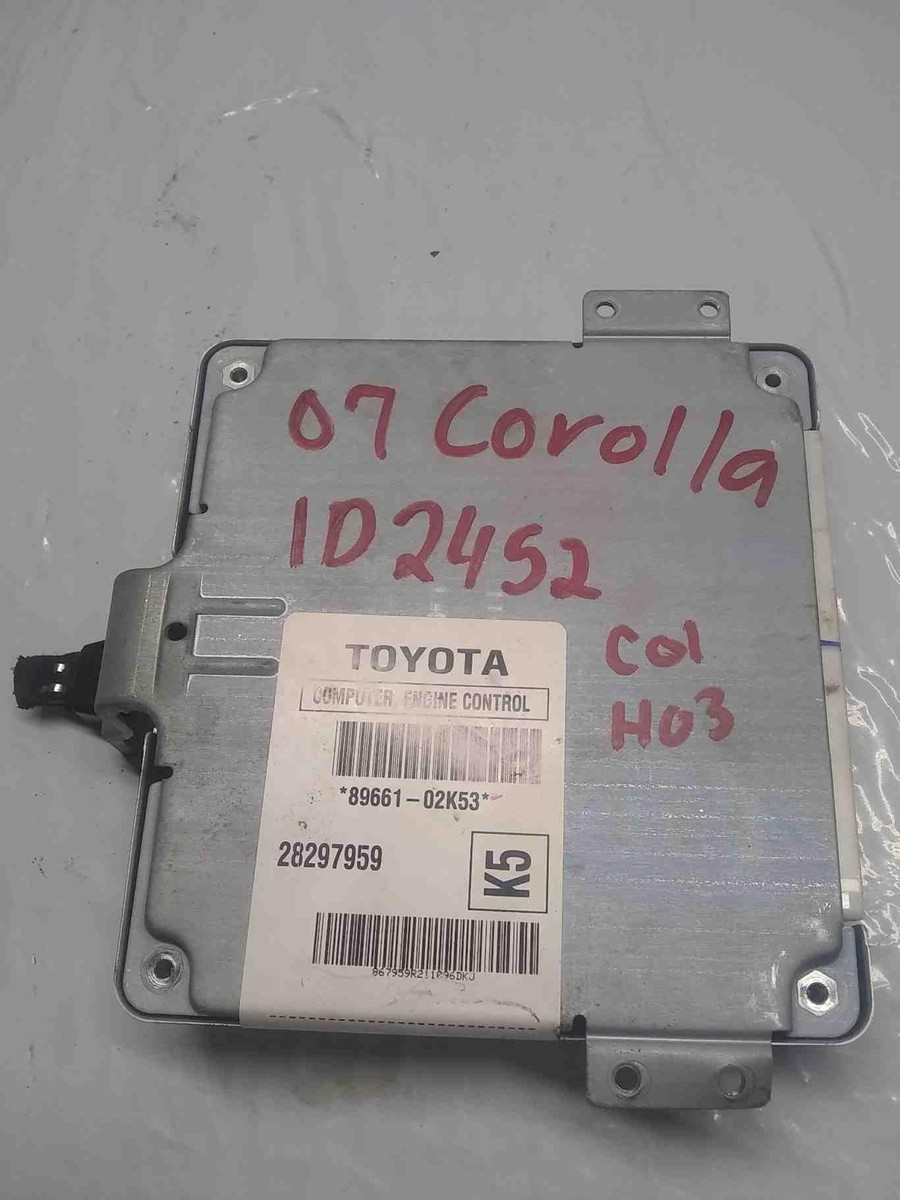 07 Corolla
ID2452
Col
H03
TOYOTA
COMPUTER, ENGINE CONTROL
*89661-02K53*
28297959
K5